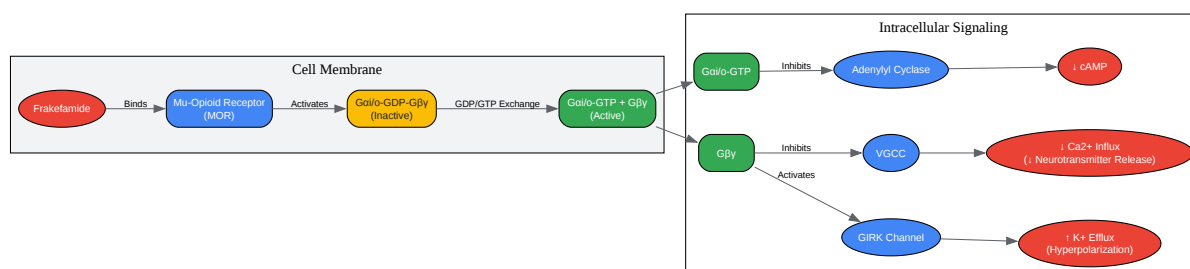 Intracellular Signaling
Cell Membrane
Gαi/o-GTP
Inhibits
Adenylyl Cyclase
↓ cAMP
Frakefamide
Binds
Mu-Opioid Receptor
(MOR)
Activates
Gαi/o-GDP-Gβγ
(Inactive)
GDP/GTP Exchange
Gαi/o-GTP + Gβγ
(Active)
Gβγ
Inhibits
VGCC
↓ Ca2+ Influx
(↓ Neurotransmitter Release)
Activates
GIRK Channel
↑ K+ Efflux
(Hyperpolarization)